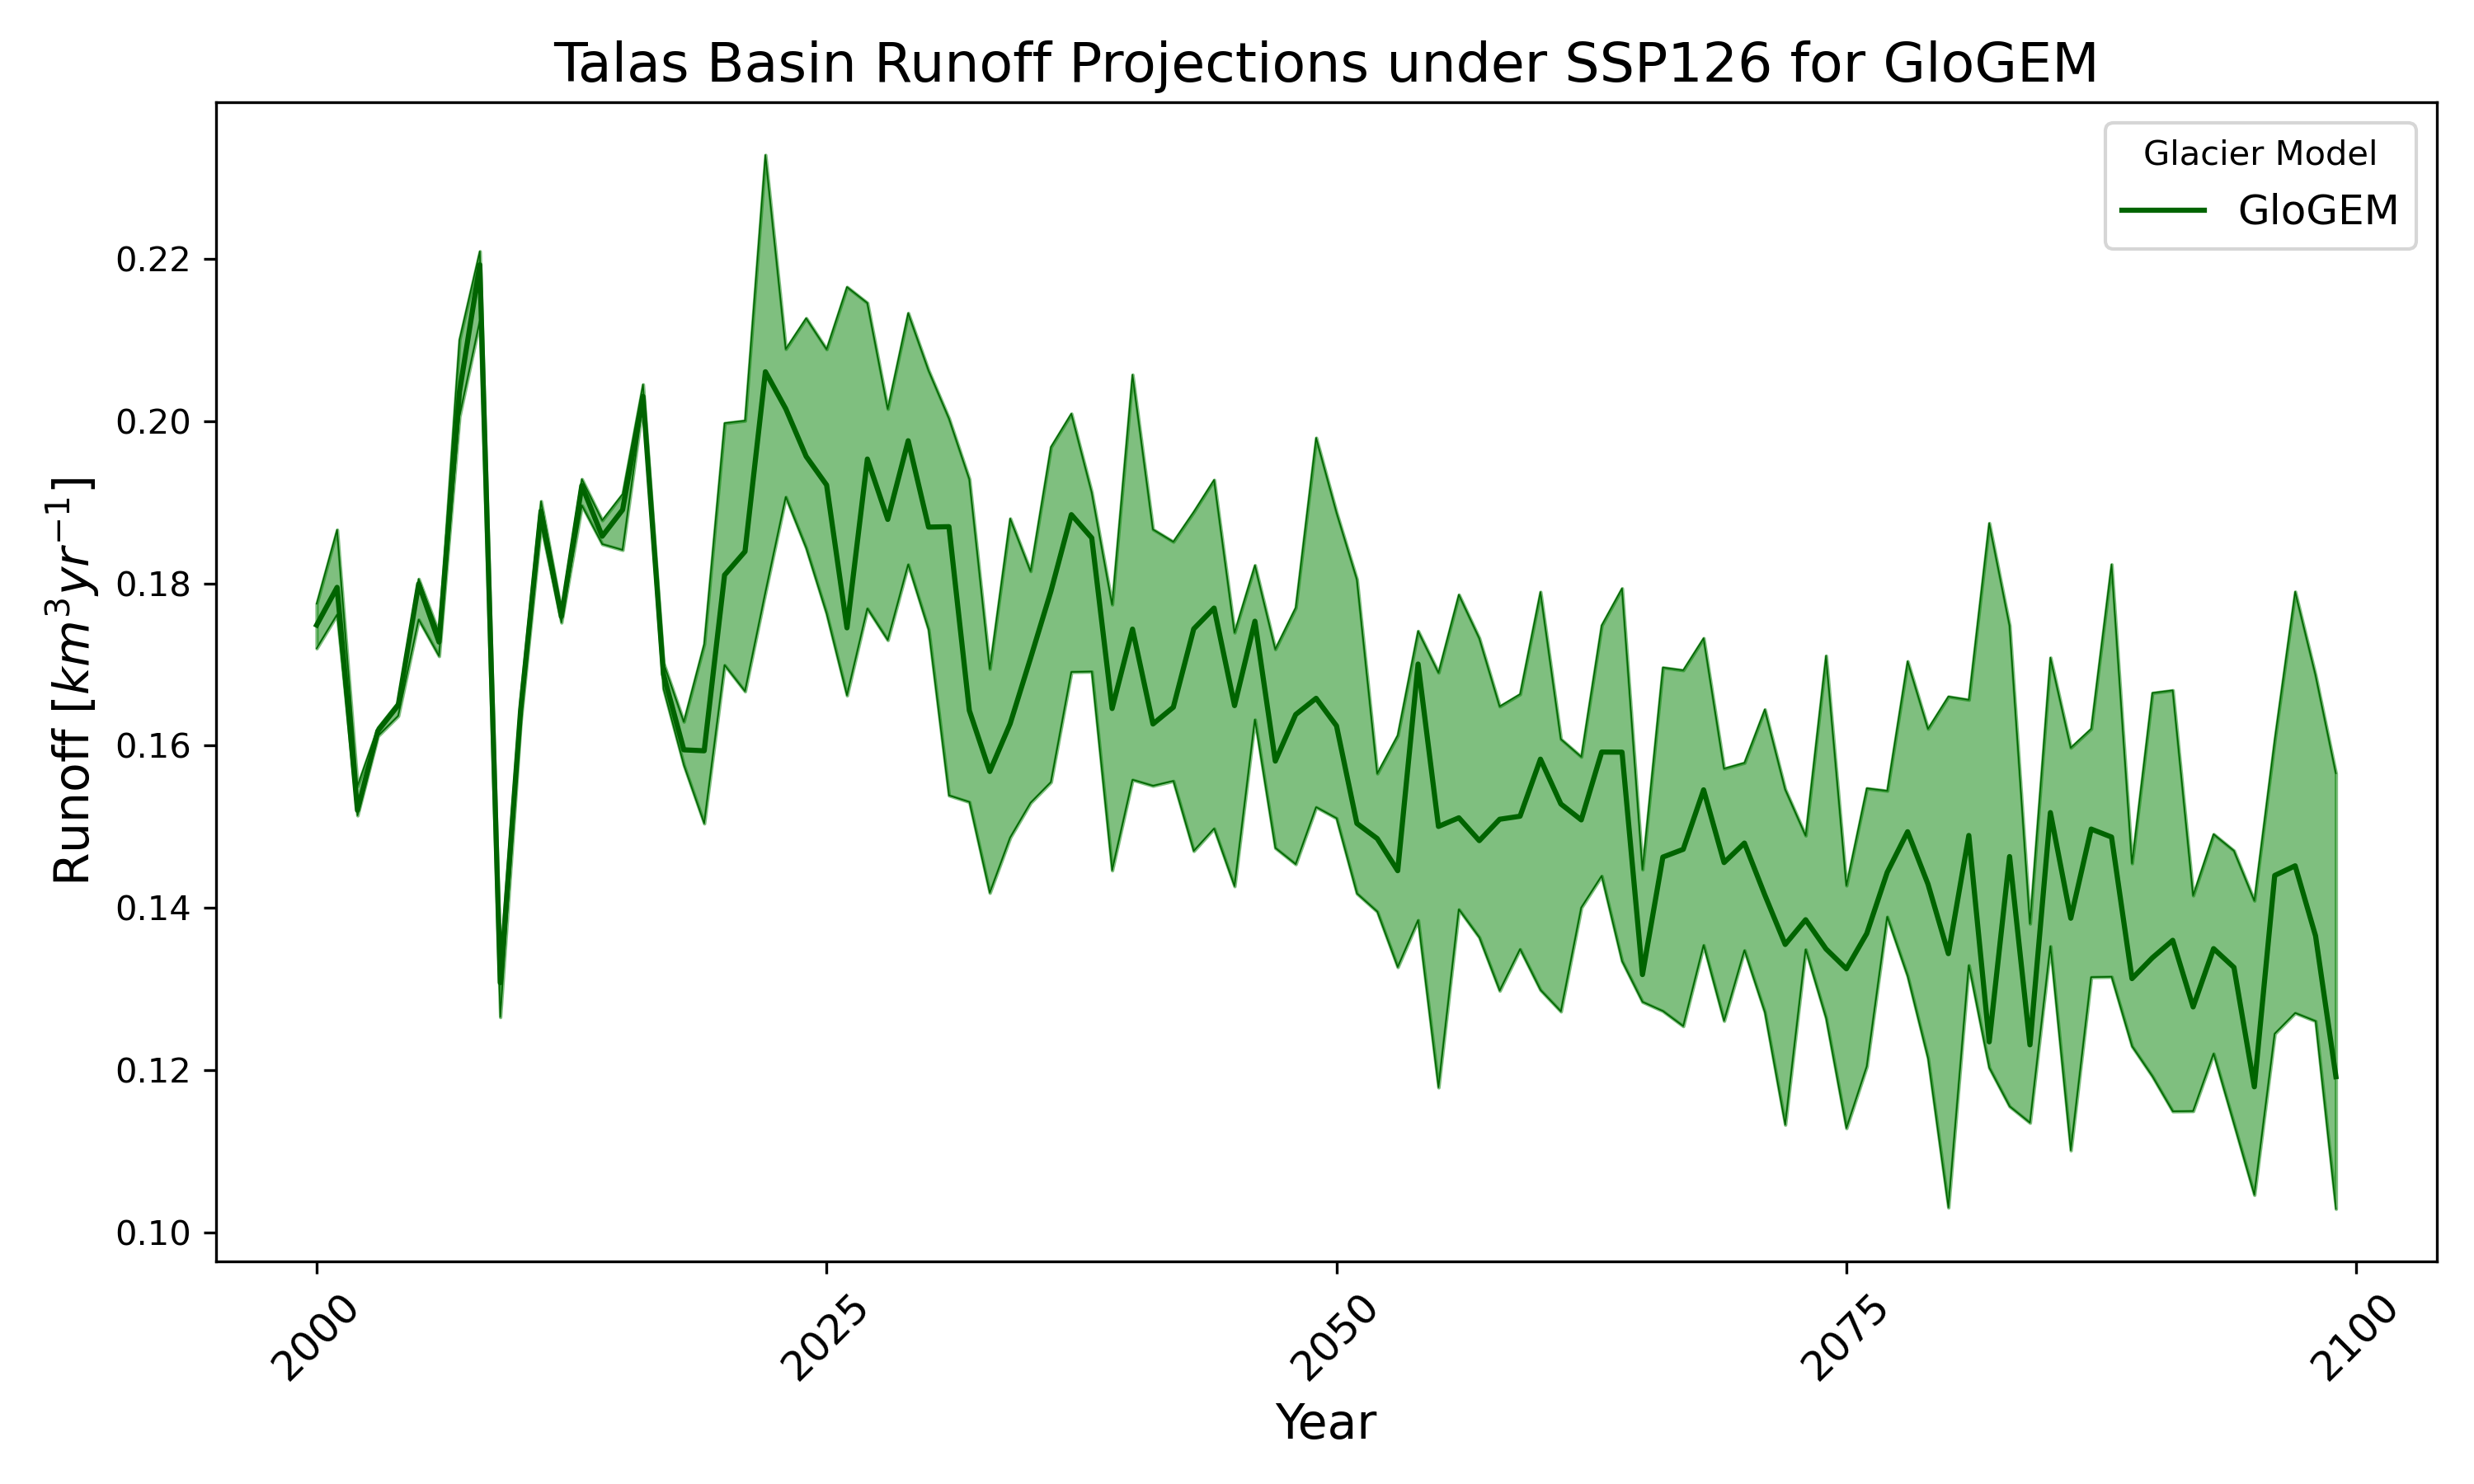 Talas Basin Runoff Projections under SSP126 for GloGEM
Glacier Model
GloGEM
Runoff [km³yr⁻¹]
0.22
0.20
0.18
0.16
0.14
0.12
0.10
2000
2025
2050
2075
2100
Year